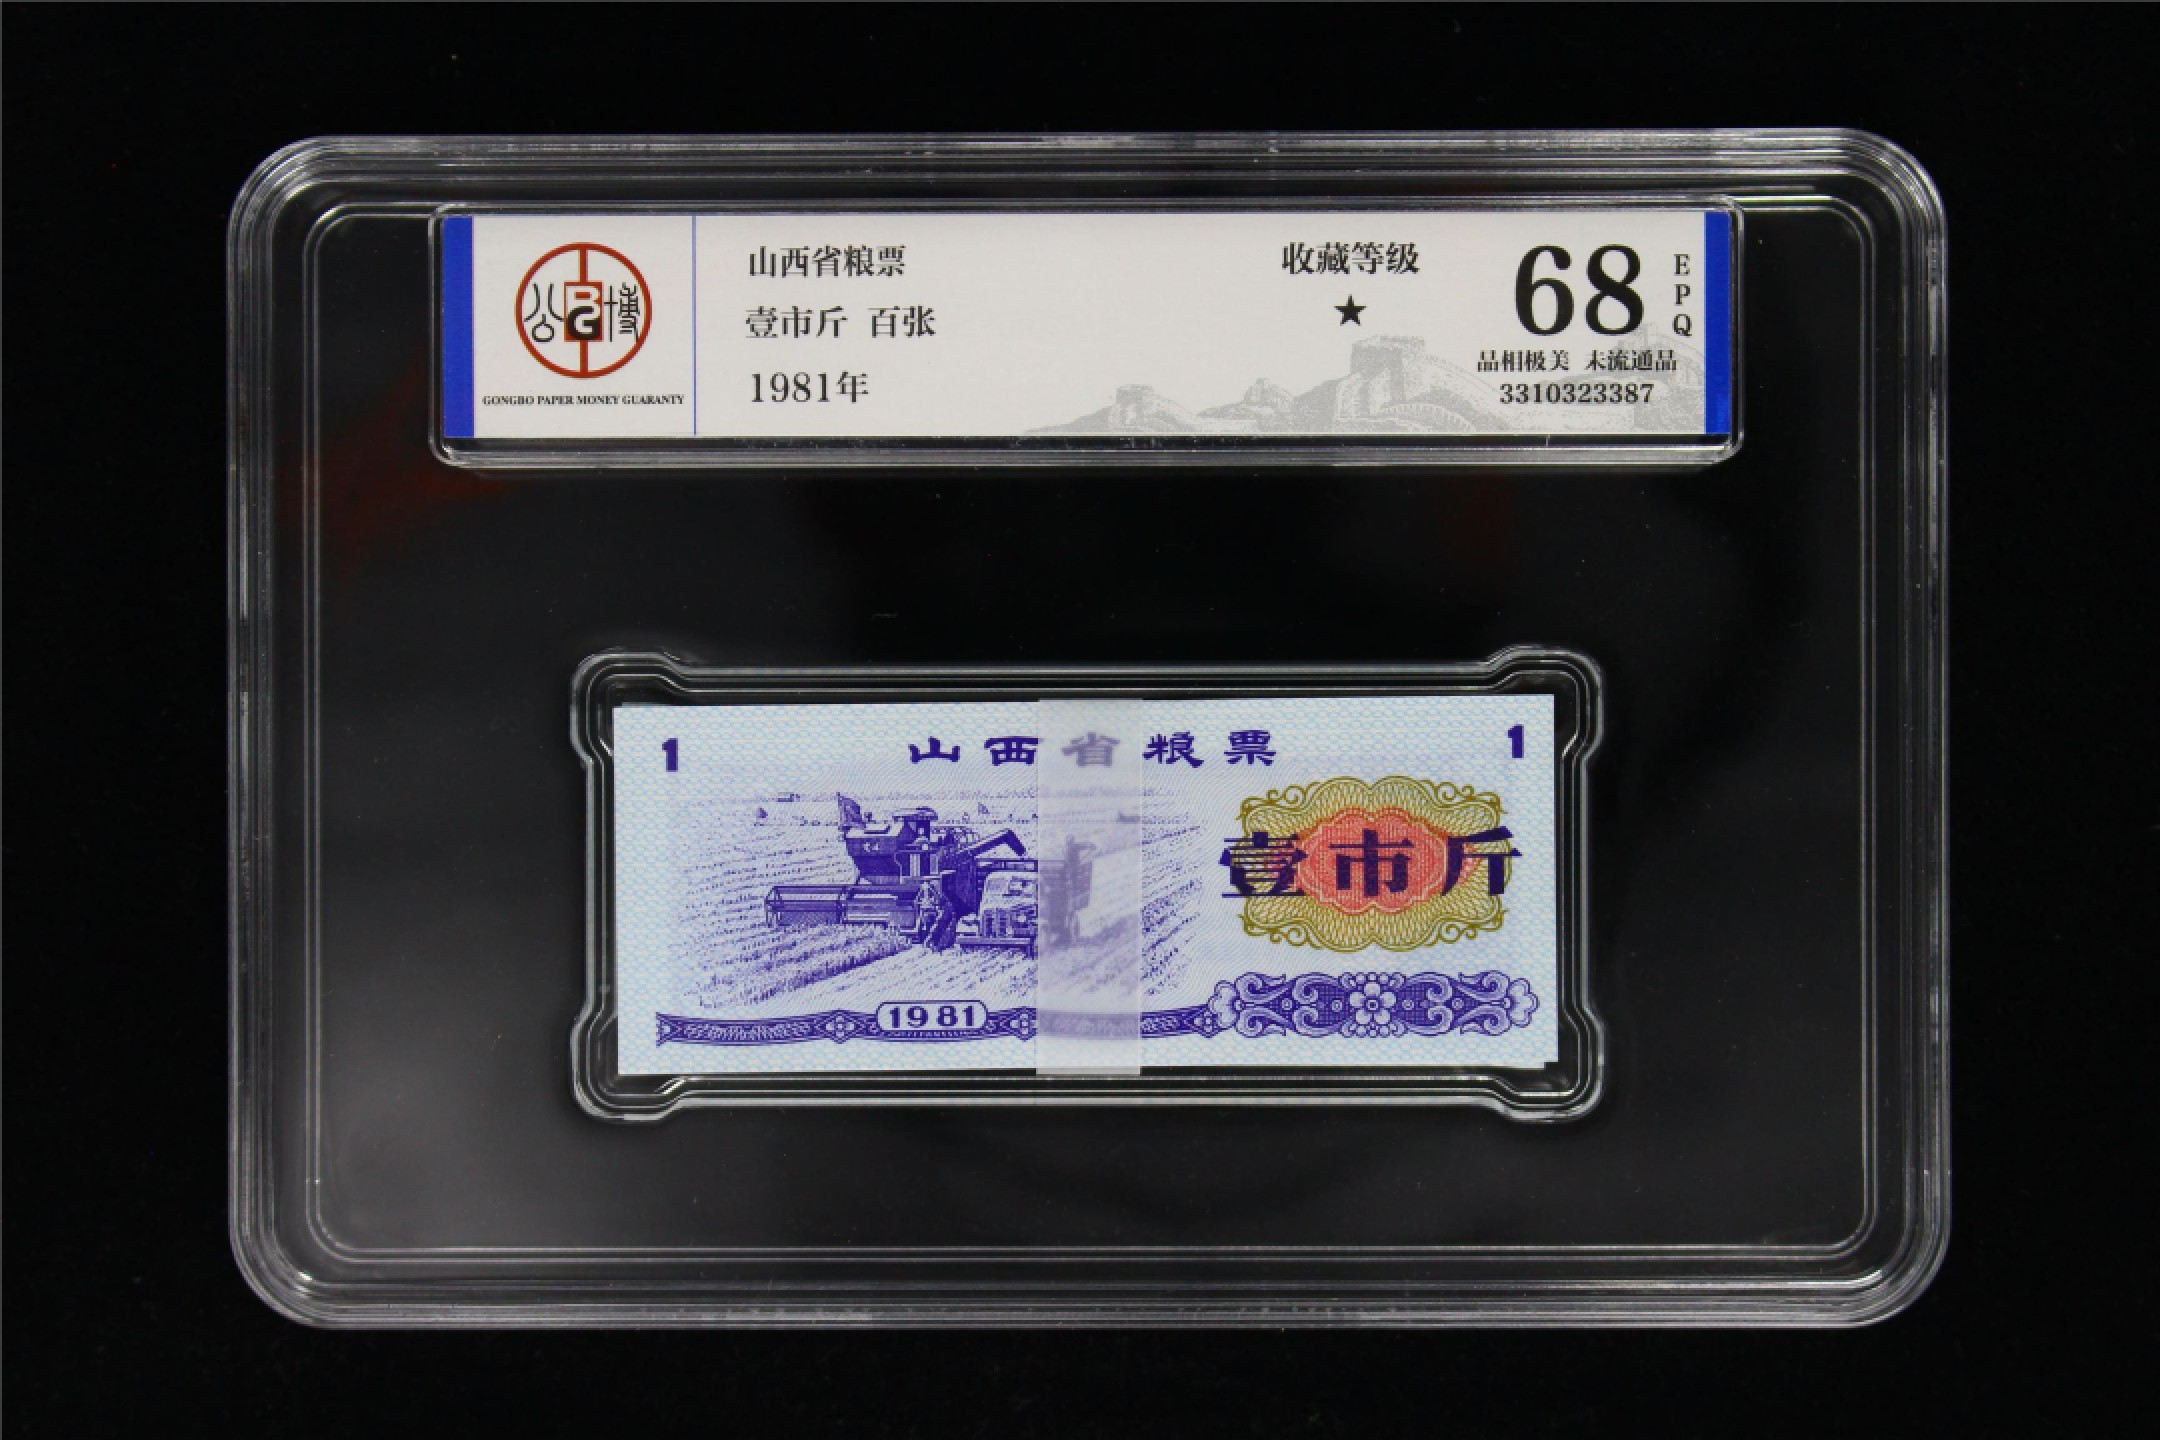 公博
BG
GONGBO PAPER MONEY GUARANTY
山西省粮票
壹市斤 百张
1981年
收藏等级
★
68
EPQ
品相极美 未流通品
3310323387
1
山西省粮票
1
壹市斤
1981